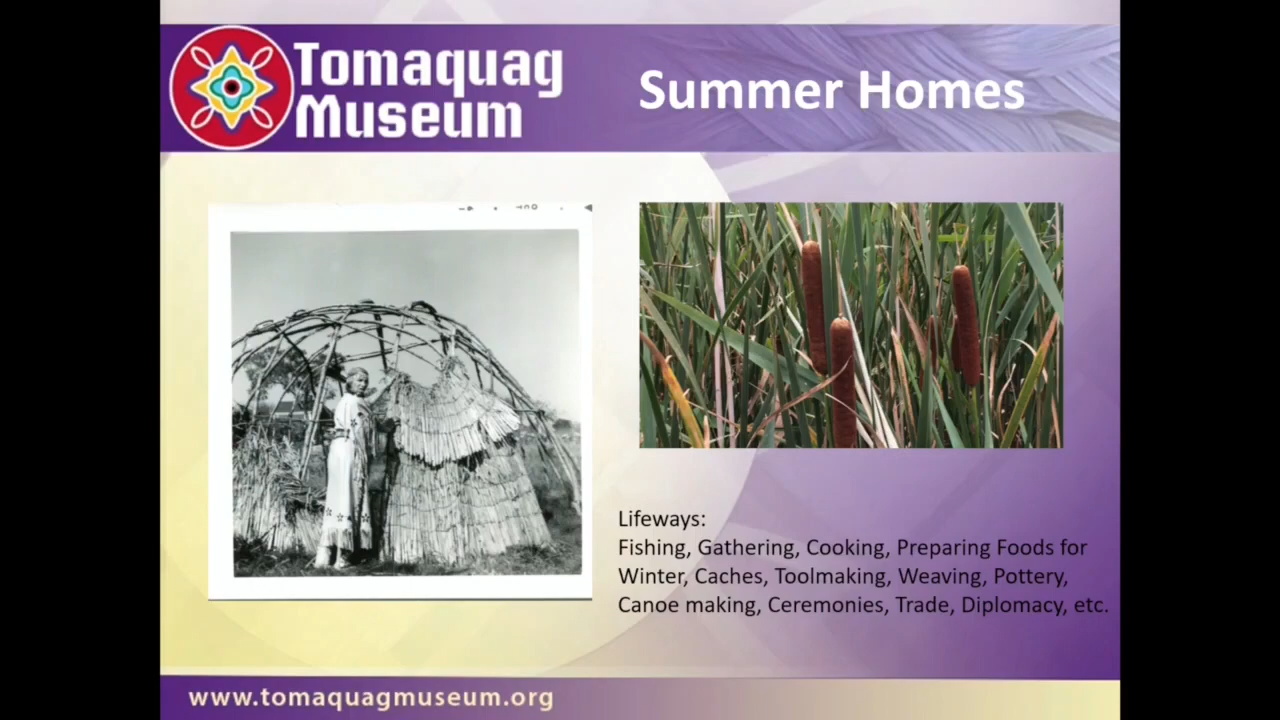 Tomaquag
Museum
Summer Homes
Lifeways:
Fishing, Gathering, Cooking, Preparing Foods for
Winter, Caches, Toolmaking, Weaving, Pottery,
Canoe making, Ceremonies, Trade, Diplomacy, etc.
www.tomaquagmuseum.org